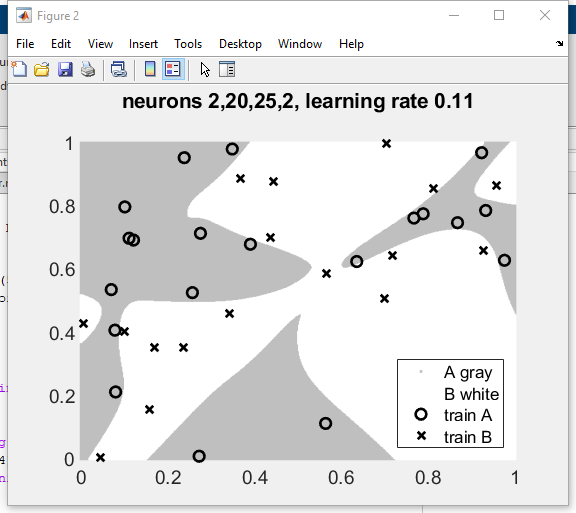 Figure 2
File Edit View Insert Tools Desktop Window Help
neurons 2,20,25,2, learning rate 0.11
1
0.8
0.6
0.4
0.2
0
A gray
B white
train A
train B
0 0.2 0.4 0.6 0.8 1